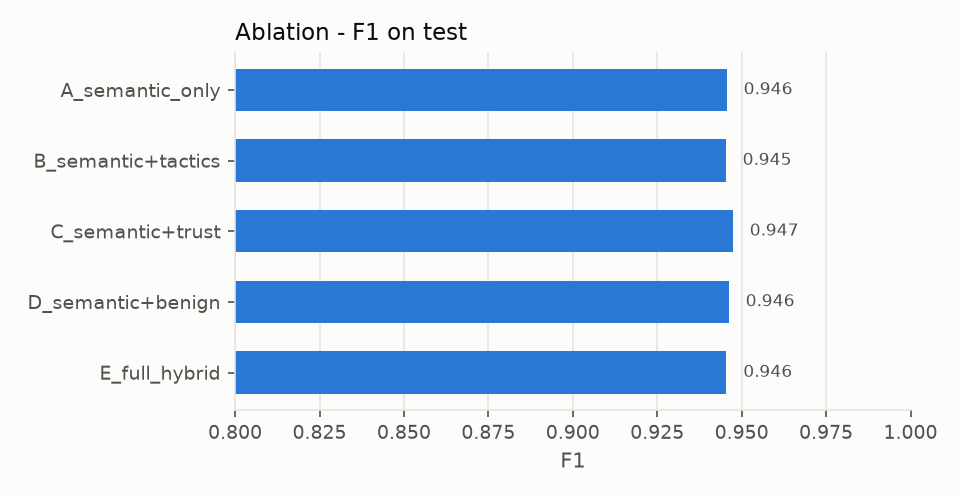 Ablation - F1 on test
A_semantic_only 0.946
B_semantic+tactics 0.945
C_semantic+trust 0.947
D_semantic+benign 0.946
E_full_hybrid 0.946
0.800 0.825 0.850 0.875 0.900 0.925 0.950 0.975 1.000
F1